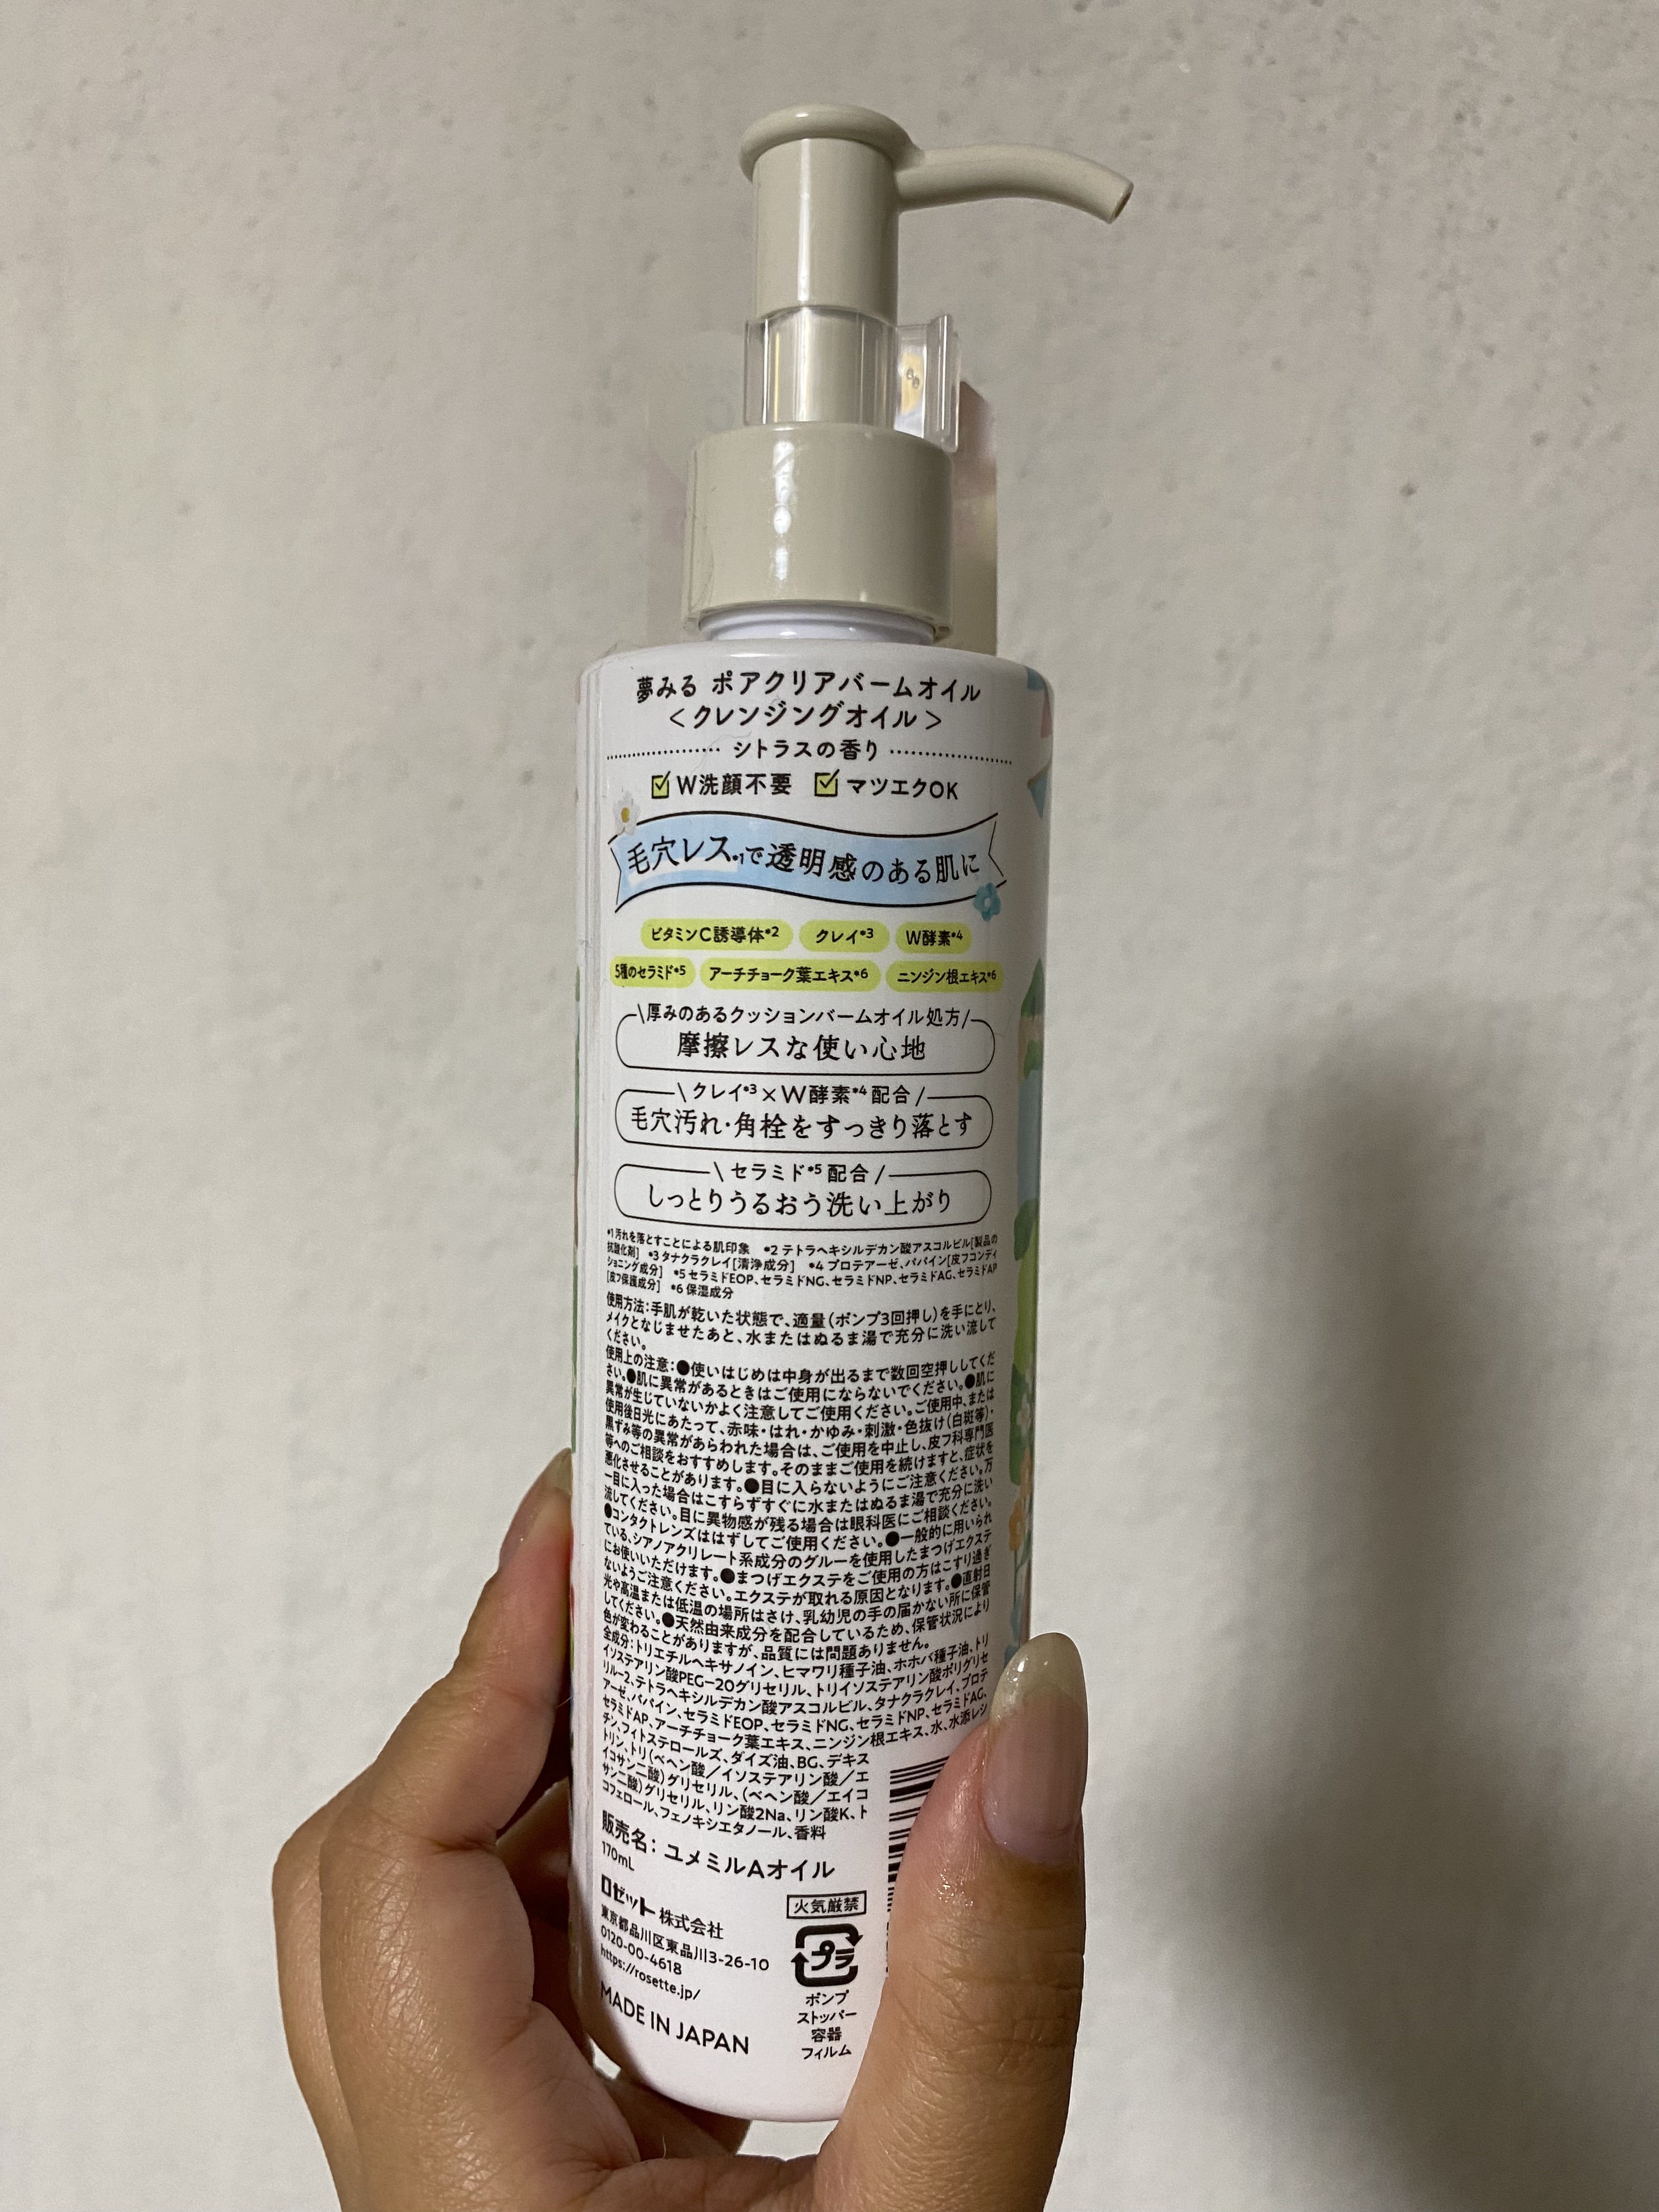 夢みる ポアクリアバームオイル
＜クレンジングオイル＞
シトラスの香り
W洗顔不要 マツエクOK
毛穴レス*1で透明感のある肌に
ビタミンC誘導体*2 クレイ*3 W酵素*4
5種のセラミド*5 アーチチョーク葉エキス*6 ニンジン根エキス*6
\厚みのあるクッションバームオイル処方/
摩擦レスな使い心地
\ クレイ*3×W酵素*4 配合 /
毛穴汚れ・角栓をすっきり落とす
\ セラミド*5 配合 /
しっとりうるおう洗い上がり
*1 汚れを落とすことによる肌印象 *2 テトラヘキシルデカン酸アスコルビル[製品の
抗酸化剤] *3 タナクラクレイ[清浄成分] *4 プロテアーゼ、パパイン[皮フコンディ
ショニング成分] *5 セラミドEOP、セラミドNG、セラミドNP、セラミドAG、セラミドAP
[皮フ保護成分] *6 保湿成分
使用方法：手肌が乾いた状態で、適量（ポンプ3回押し）を手にとり、
メイクとなじませたあと、水またはぬるま湯で充分に洗い流して
ください。
使用上の注意：●使いはじめは中身が出るまで数回空押ししてくだ
さい。●肌に異常があるときはご使用にならないでください。●肌に
異常が生じていないかよく注意してご使用ください。ご使用中、または
使用後日光にあたって、赤味・はれ・かゆみ・刺激・色抜け（白斑等）・
黒ずみ等の異常があらわれた場合は、ご使用を中止し、皮フ科専門医
等へのご相談をおすすめします。そのままご使用を続けますと、症状を
悪化させることがあります。●目に入らないようにご注意ください。万
一目に入った場合はこすらずすぐに水またはぬるま湯で充分に洗い
流してください。目に異物感が残る場合は眼科医にご相談ください。
●コンタクトレンズははずしてご使用ください。●一般的に用いられ
ている、シアノアクリレート系成分のグルーを使用したまつげエクステ
にお使いいただけます。●まつげエクステをご使用の方はこすり過ぎ
ないようご注意ください。エクステが取れる原因となります。●直射日
光や高温または低温の場所はさけ、乳幼児の手の届かない所に保管
してください。●天然由来成分を配合しているため、保管状況により
色が変わることがありますが、品質には問題ありません。
全成分：トリエチルヘキサノイン、ヒマワリ種子油、ホホバ種子油、トリ
イソステアリン酸PEG-20グリセリル、トリイソステアリン酸ポリグリセ
リル-2、テトラヘキシルデカン酸アスコルビル、タナクラクレイ、プロテ
アーゼ、パパイン、セラミドEOP、セラミドNG、セラミドNP、セラミドAG、
セラミドAP、アーチチョーク葉エキス、ニンジン根エキス、水、水添レシ
チン、フィトステロールズ、ダイズ油、BG、デキス
トリン、トリ（ベヘン酸／イソステアリン酸／エ
イコサン二酸）グリセリル、（ベヘン酸／エイコ
サン二酸）グリセリル、リン酸2Na、リン酸K、ト
コフェロール、フェノキシエタノール、香料
販売名：ユメミルAオイル
170mL
ロゼット株式会社
東京都品川区東品川3-26-10
0120-00-4618
https://rosette.jp/
MADE IN JAPAN
火気厳禁
プラ
ポンプ
ストッパー
容器
フィルム